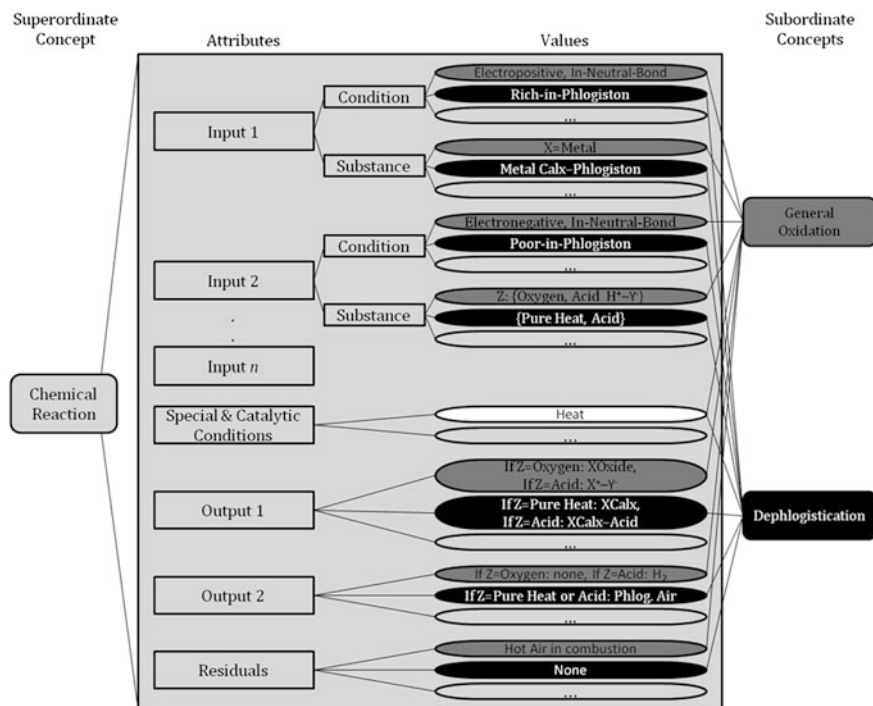 Superordinate
Concept
Attributes
Values
Subordinate
Concepts
Electropositive, In-Neutral-Bond
Condition
Rich-in-Phlogiston
...
Input 1
X=Metal
Substance
Metal Calx–Phlogiston
...
Electronegative, In-Neutral-Bond
General
Oxidation
Condition
Poor-in-Phlogiston
...
Input 2
Z: {Oxygen, Acid H⁺–Y⁻}
Substance
{Pure Heat, Acid}
...
.
.
Input n
Chemical
Reaction
Special & Catalytic
Conditions
Heat
...
If Z=Oxygen: XOxide,
If Z=Acid: X⁺–Y⁻
Output 1
If Z=Pure Heat: XCalx,
If Z=Acid: XCalx–Acid
...
Dephlogistication
If Z=Oxygen: none, If Z=Acid: H₂
Output 2
If Z=Pure Heat or Acid: Phlog. Air
...
Hot Air in combustion
Residuals
None
...